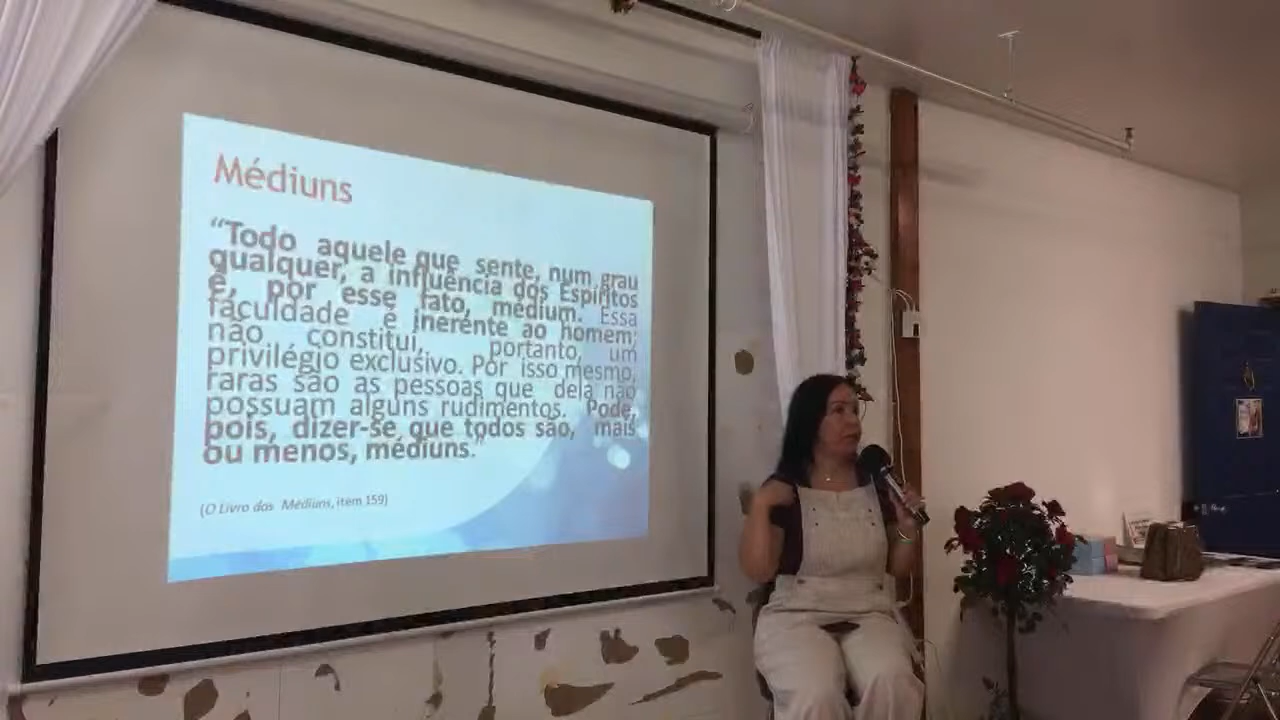 Médiuns
“Todo aquele que sente, num grau
qualquer, a influência dos Espíritos
é, por esse fato, médium. Essa
faculdade é inerente ao homem;
não constitui, portanto, um
privilégio exclusivo. Por isso mesmo,
raras são as pessoas que dela não
possuam alguns rudimentos. Pode,
pois, dizer-se que todos são, mais
ou menos, médiuns.”
(O Livro dos Médiuns, item 159)